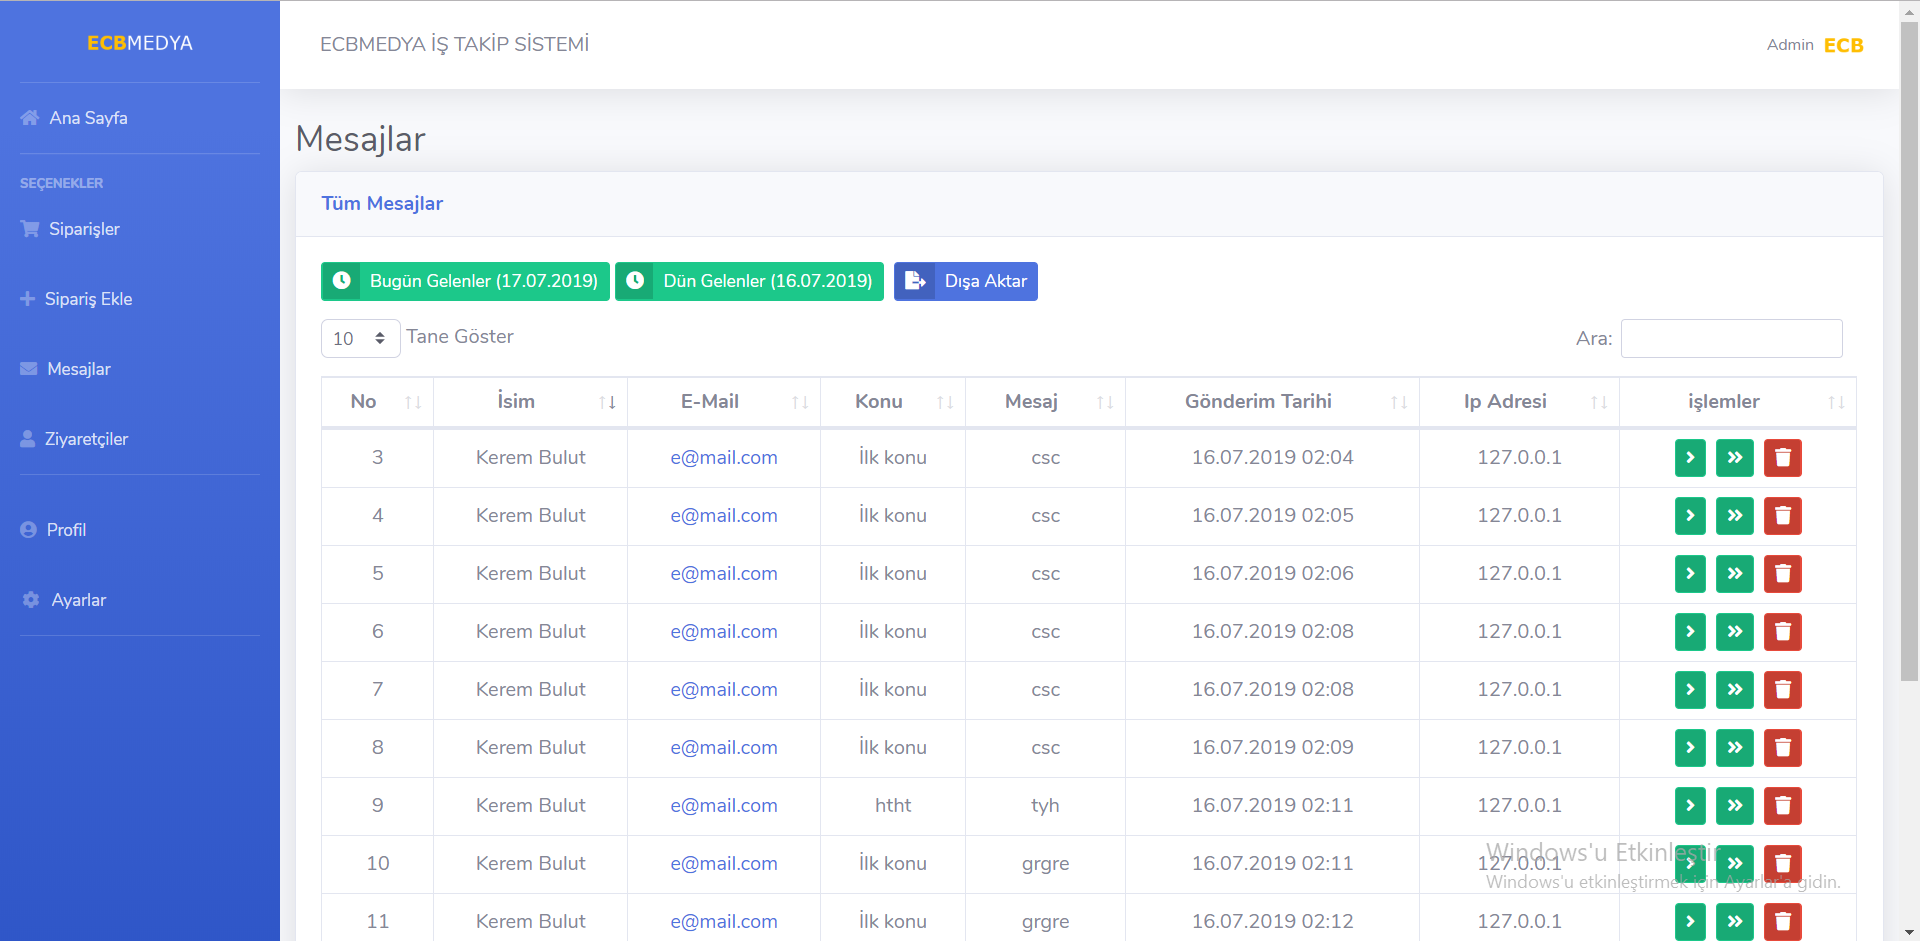 ECBMEDYA
ECBMEDYA İŞ TAKİP SİSTEMİ
Admin ECB
Ana Sayfa
SEÇENEKLER
Siparişler
Sipariş Ekle
Mesajlar
Ziyaretçiler
Profil
Ayarlar
Mesajlar
Tüm Mesajlar
Bugün Gelenler (17.07.2019) Dün Gelenler (16.07.2019) Dışa Aktar
10 Tane Göster Ara:
No İsim E-Mail Konu Mesaj Gönderim Tarihi Ip Adresi işlemler
3 Kerem Bulut e@mail.com İlk konu csc 16.07.2019 02:04 127.0.0.1
4 Kerem Bulut e@mail.com İlk konu csc 16.07.2019 02:05 127.0.0.1
5 Kerem Bulut e@mail.com İlk konu csc 16.07.2019 02:06 127.0.0.1
6 Kerem Bulut e@mail.com İlk konu csc 16.07.2019 02:08 127.0.0.1
7 Kerem Bulut e@mail.com İlk konu csc 16.07.2019 02:08 127.0.0.1
8 Kerem Bulut e@mail.com İlk konu csc 16.07.2019 02:09 127.0.0.1
9 Kerem Bulut e@mail.com htht tyh 16.07.2019 02:11 127.0.0.1
10 Kerem Bulut e@mail.com İlk konu grgre 16.07.2019 02:11 127.0.0.1
11 Kerem Bulut e@mail.com İlk konu grgre 16.07.2019 02:12 127.0.0.1
Windows'u Etkinleştir
Windows'u etkinleştirmek için Ayarlar'a gidin.